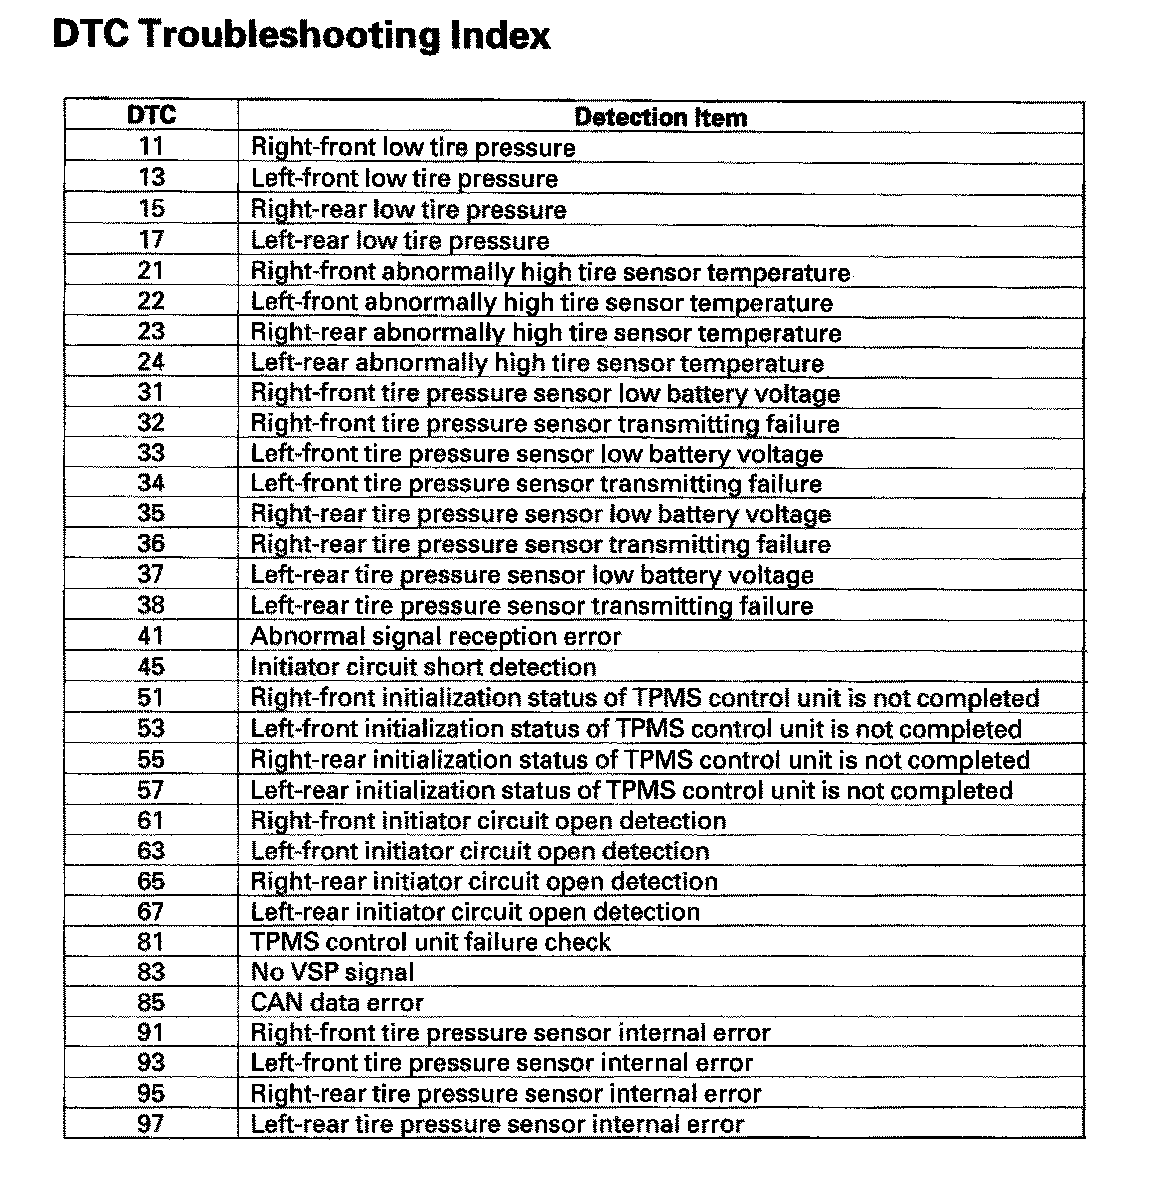 DTC Troubleshooting Index
DTC Detection Item
11 Right-front low tire pressure
13 Left-front low tire pressure
15 Right-rear low tire pressure
17 Left-rear low tire pressure
21 Right-front abnormally high tire sensor temperature
22 Left-front abnormally high tire sensor temperature
23 Right-rear abnormally high tire sensor temperature
24 Left-rear abnormally high tire sensor temperature
31 Right-front tire pressure sensor low battery voltage
32 Right-front tire pressure sensor transmitting failure
33 Left-front tire pressure sensor low battery voltage
34 Left-front tire pressure sensor transmitting failure
35 Right-rear tire pressure sensor low battery voltage
36 Right-rear tire pressure sensor transmitting failure
37 Left-rear tire pressure sensor low battery voltage
38 Left-rear tire pressure sensor transmitting failure
41 Abnormal signal reception error
45 Initiator circuit short detection
51 Right-front initialization status of TPMS control unit is not completed
53 Left-front initialization status of TPMS control unit is not completed
55 Right-rear initialization status of TPMS control unit is not completed
57 Left-rear initialization status of TPMS control unit is not completed
61 Right-front initiator circuit open detection
63 Left-front initiator circuit open detection
65 Right-rear initiator circuit open detection
67 Left-rear initiator circuit open detection
81 TPMS control unit failure check
83 No VSP signal
85 CAN data error
91 Right-front tire pressure sensor internal error
93 Left-front tire pressure sensor internal error
95 Right-rear tire pressure sensor internal error
97 Left-rear tire pressure sensor internal error